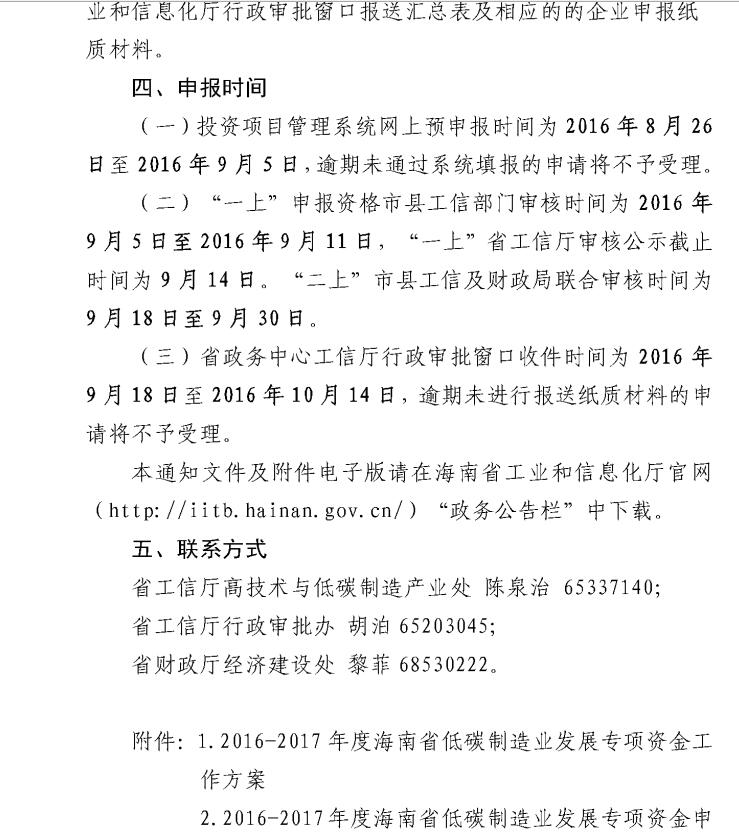 业和信息化厅行政审批窗口报送汇总表及相应的的企业申报纸
质材料。
四、申报时间
（一）投资项目管理系统网上预申报时间为 2016 年 8 月 26
日至 2016 年 9 月 5 日，逾期未通过系统填报的申请将不予受理。
（二）“一上”申报资格市县工信部门审核时间为 2016 年
9 月 5 日至 2016 年 9 月 11 日，“一上”省工信厅审核公示截止
时间为 9 月 14 日。“二上”市县工信及财政局联合审核时间为
9 月 18 日至 9 月 30 日。
（三）省政务中心工信厅行政审批窗口收件时间为 2016 年
9 月 18 日至 2016 年 10 月 14 日，逾期未进行报送纸质材料的申
请将不予受理。
本通知文件及附件电子版请在海南省工业和信息化厅官网
（http://iitb.hainan.gov.cn/）“政务公告栏”中下载。
五、联系方式
省工信厅高技术与低碳制造产业处 陈泉治 65337140;
省工信厅行政审批办 胡泊 65203045;
省财政厅经济建设处 黎菲 68530222。
附件：1.2016-2017 年度海南省低碳制造业发展专项资金工
作方案
2.2016-2017 年度海南省低碳制造业发展专项资金申